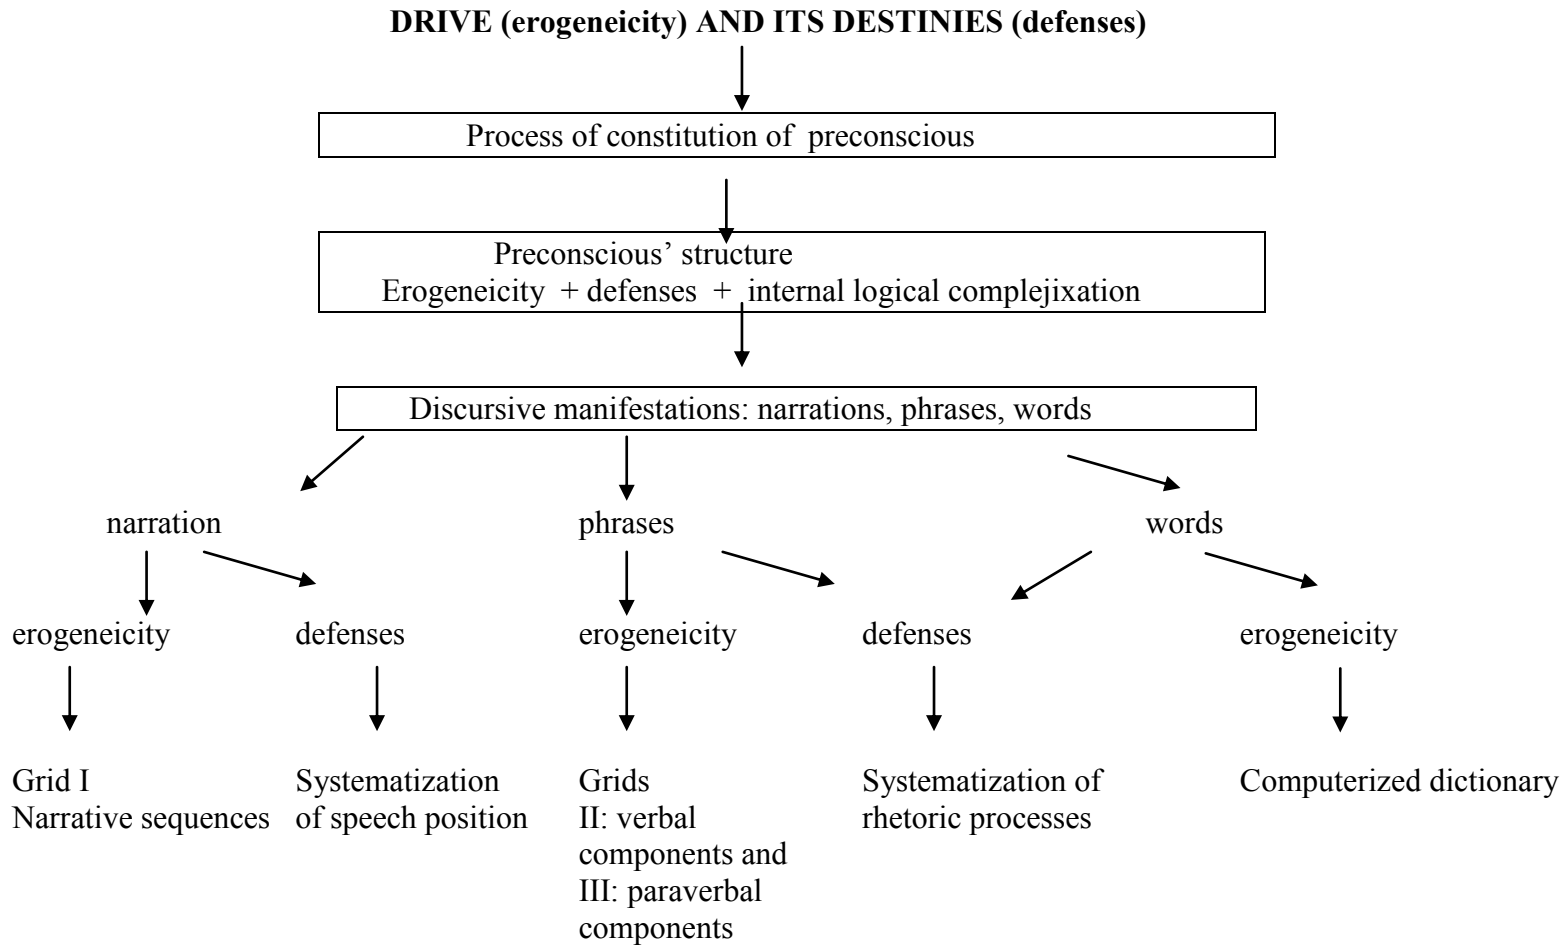 DRIVE (erogeneicity) AND ITS DESTINIES (defenses)
Process of constitution of preconscious
Preconscious’ structure
Erogeneicity + defenses + internal logical complejixation
Discursive manifestations: narrations, phrases, words
narration
phrases
words
erogeneicity
defenses
erogeneicity
defenses
erogeneicity
Grid I
Narrative sequences
Systematization
of speech position
Grids
II: verbal
components and
III: paraverbal
components
Systematization of
rhetoric processes
Computerized dictionary